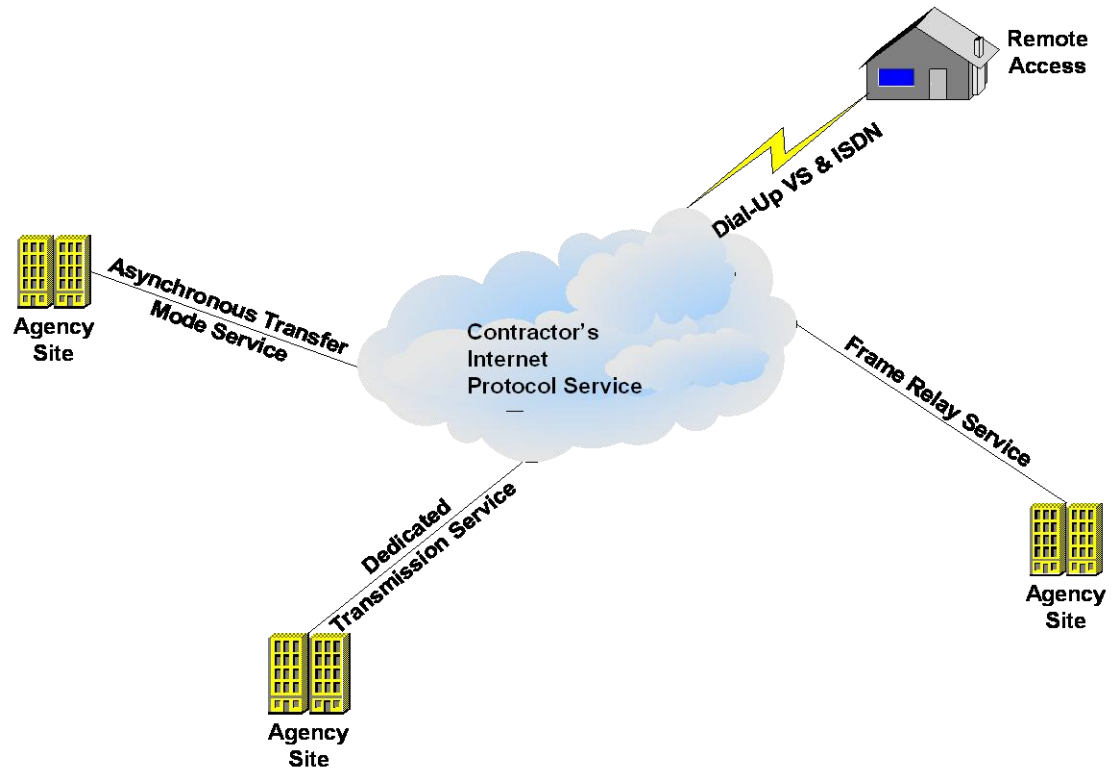 Remote
Access
Dial-Up VS & ISDN
Asynchronous Transfer
Mode Service
Agency
Site
Contractor's
Internet
Protocol Service
Frame Relay Service
Agency
Site
Dedicated
Transmission Service
Agency
Site